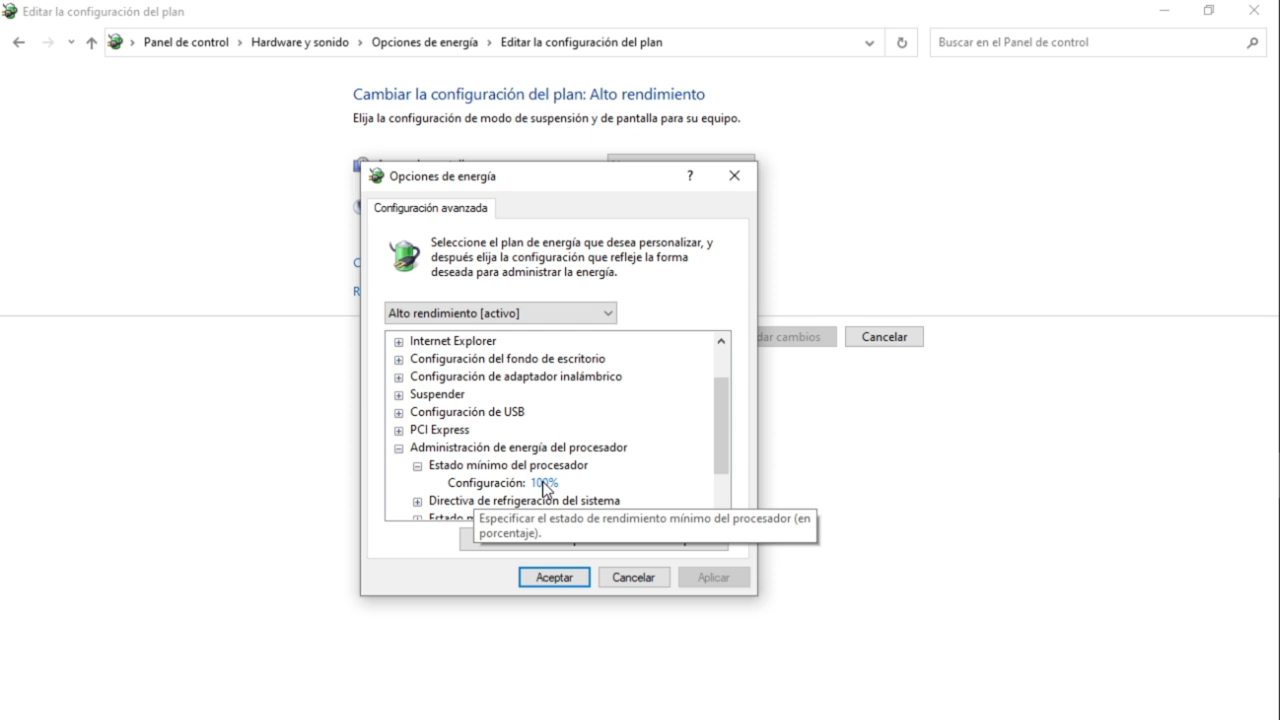 Editar la configuración del plan
Panel de control › Hardware y sonido › Opciones de energía › Editar la configuración del plan
Buscar en el Panel de control
Cambiar la configuración del plan: Alto rendimiento
Elija la configuración de modo de suspensión y de pantalla para su equipo.
Opciones de energía
?
Configuración avanzada
Seleccione el plan de energía que desea personalizar, y
después elija la configuración que refleje la forma
deseada para administrar la energía.
Alto rendimiento [activo]
Internet Explorer
Configuración del fondo de escritorio
Configuración de adaptador inalámbrico
Suspender
Configuración de USB
PCI Express
Administración de energía del procesador
Estado mínimo del procesador
Configuración: 100%
Directiva de refrigeración del sistema
Estado
Especificar el estado de rendimiento mínimo del procesador (en
porcentaje).
Aceptar
Cancelar
Aplicar
cambios
Cancelar